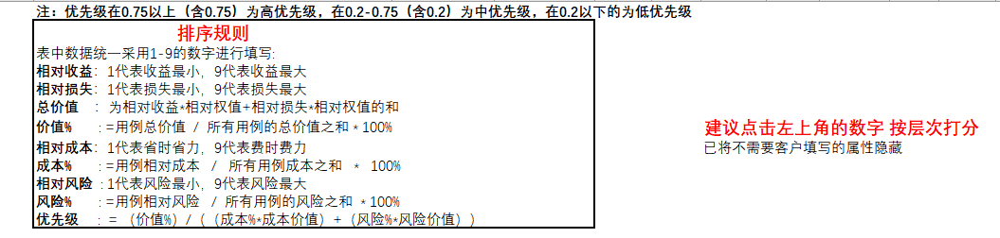 注：优先级在0.75以上（含0.75）为高优先级，在0.2-0.75（含0.2）为中优先级，在0.2以下的为低优先级
排序规则
表中数据统一采用1-9的数字进行填写:
相对收益：1代表收益最小，9代表收益最大
相对损失：1代表损失最小，9代表损失最大
总价值 ：为相对收益*相对权值+相对损失*相对权值的和
价值% ：=用例总价值 / 所有用例的总价值之和 * 100%
相对成本：1代表省时省力，9代表费时费力
成本% ：=用例相对成本 / 所有用例成本之和 * 100%
相对风险 ：1代表风险最小，9代表风险最大
风险% ：=用例相对风险 / 所有用例的风险之和 * 100%
优先级 ：=（价值%）/（（成本%*成本价值）+（风险%*风险价值））
建议点击左上角的数字 按层次打分
已将不需要客户填写的属性隐藏